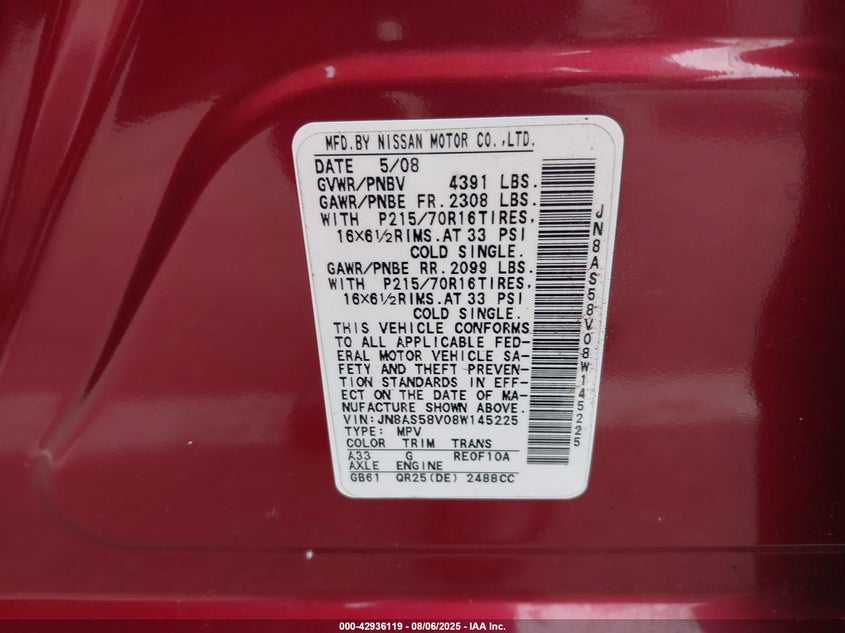 MFD.BY NISSAN MOTOR CO.,LTD.
DATE 5/08
GVWR/PNBV 4391 LBS.
GAWR/PNBE FR. 2308 LBS.
WITH P215/70R16TIRES,
16X6½RIMS.AT 33 PSI
COLD SINGLE.
GAWR/PNBE RR. 2099 LBS.
WITH P215/70R16TIRES,
16X6½RIMS.AT 33 PSI
COLD SINGLE.
THIS VEHICLE CONFORMS
TO ALL APPLICABLE FED-
ERAL MOTOR VEHICLE SA-
FETY AND THEFT PREVEN-
TION STANDARDS IN EFF-
ECT ON THE DATE OF MA-
NUFACTURE SHOWN ABOVE.
VIN:JN8AS58V08W145225
TYPE: MPV
COLOR TRIM TRANS
A33 G RE0F10A
AXLE ENGINE
GB61 QR25(DE) 2488CC
JN8AS58V08W145225
000-42936119 - 08/06/2025 - IAA Inc.